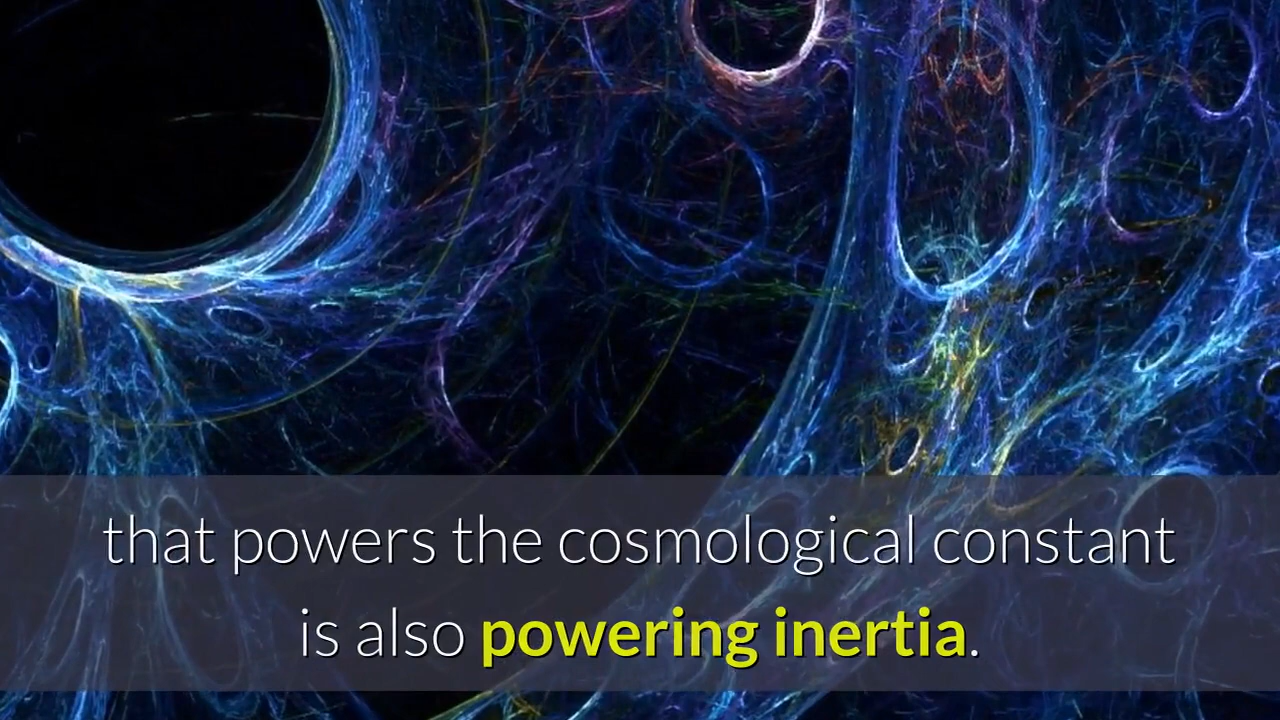 that powers the cosmological constant
is also powering inertia.